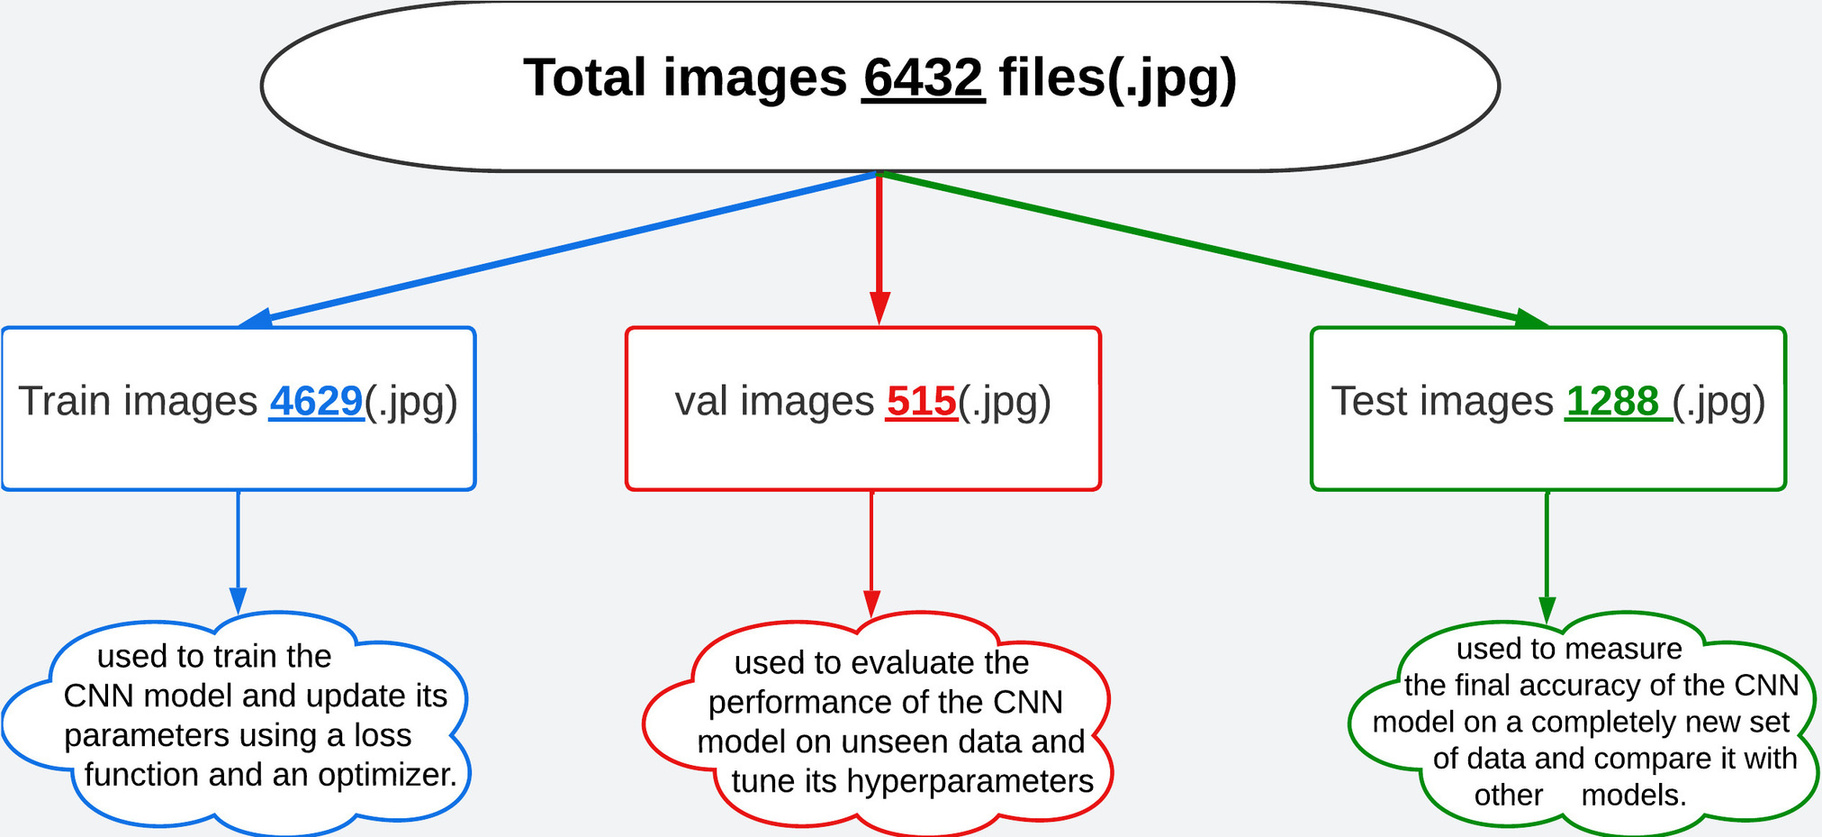 Total images 6432 files(.jpg)
Train images 4629(.jpg)
val images 515(.jpg)
Test images 1288 (.jpg)
used to train the
CNN model and update its
parameters using a loss
function and an optimizer.
used to evaluate the
performance of the CNN
model on unseen data and
tune its hyperparameters
used to measure
the final accuracy of the CNN
model on a completely new set
of data and compare it with
other models.